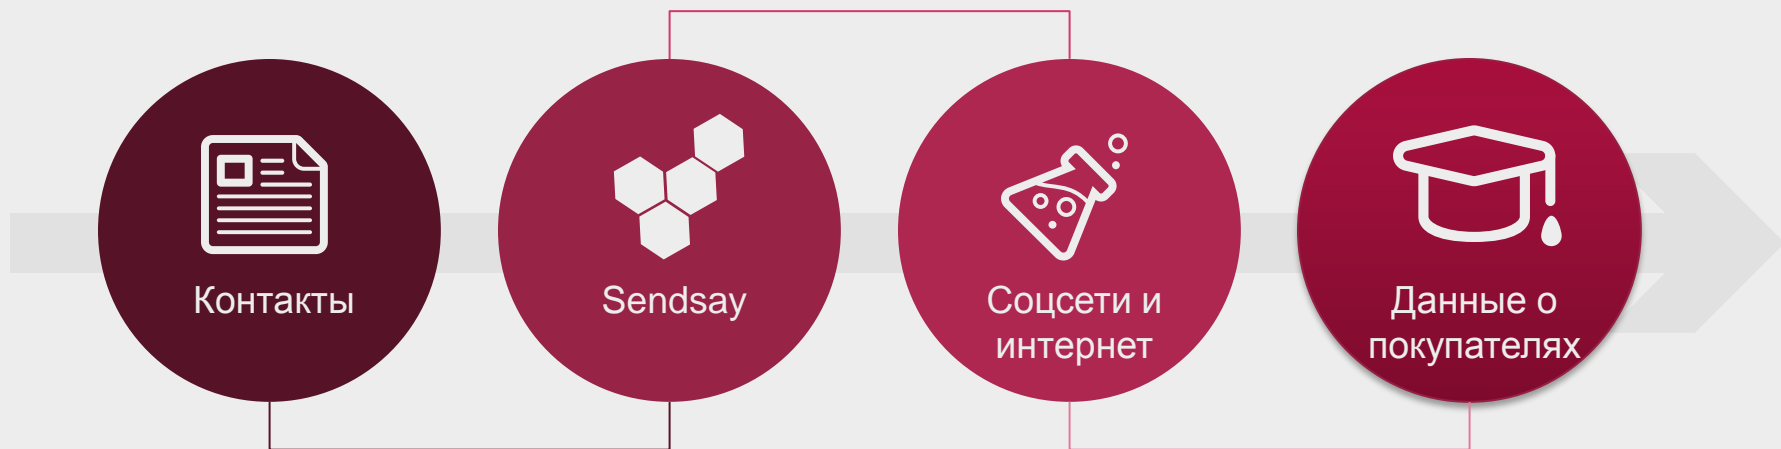 Контакты
Sendsay
Соцсети и
интернет
Данные о
покупателях